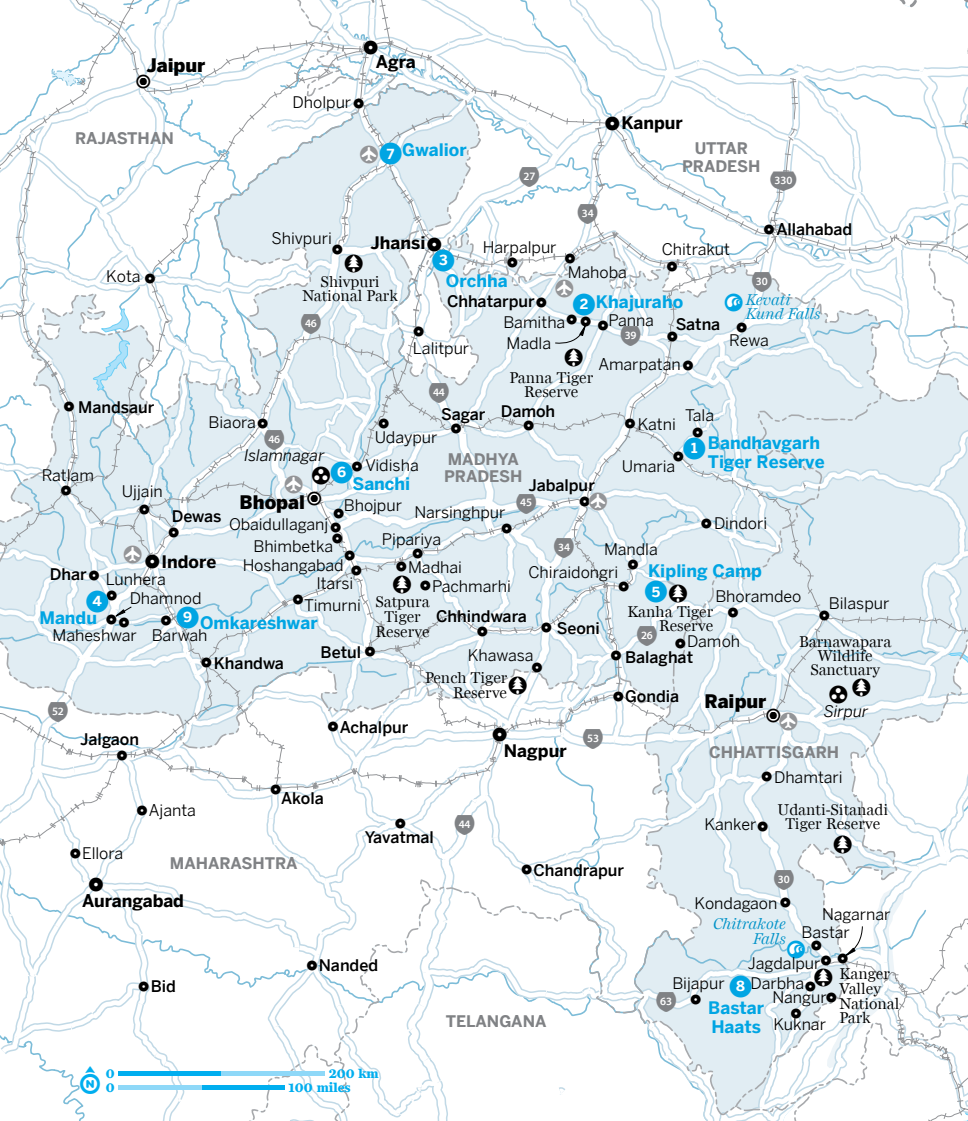 Jaipur
Agra
Dholpur
RAJASTHAN
Kanpur
UTTAR
PRADESH
7 Gwalior
27
330
34
Allahabad
Shivpuri
Jhansi
Harpalpur
Chitrakut
3
Orchha
Mahoba
Kota
Shivpuri
National Park
30
Chhatarpur
2 Khajuraho
Kevati
Kund Falls
46
Bamitha
Panna
Satna
39
Rewa
Madla
Lalitpur
Amarpatan
Panna Tiger
Reserve
44
Mandsaur
Sagar
Damoh
Biaora
Udaypur
Katni
Tala
46
Islamnagar
1 Bandhavgarh
Tiger Reserve
MADHYA
PRADESH
Umaria
6
Vidisha
Sanchi
Ratlam
Ujjain
Bhopal
Jabalpur
45
Bhojpur
Narsinghpur
Dewas
Obaidullaganj
Dindori
Bhimbetka
Pipariya
34
Mandla
Indore
Hoshangabad
Madhai
Chiraidongri
Kipling Camp
Dhar
Lunhera
Itarsi
Pachmarhi
5
Bhoramdeo
4
Mandu
Dhamnod
Timurni
Satpura
Tiger
Reserve
Kanha Tiger
Reserve
Bilaspur
9 Omkareshwar
Chhindwara
Maheshwar
Barwah
Seoni
26
Damoh
Barnawapara
Wildlife
Sanctuary
Betul
Khawasa
Balaghat
Khandwa
Pench Tiger
Reserve
Gondia
Raipur
Sirpur
52
Achalpur
Jalgaon
Nagpur
53
CHHATTISGARH
Dhamtari
Akola
Ajanta
Udanti-Sitanadi
Tiger Reserve
Yavatmal
44
Kanker
Ellora
MAHARASHTRA
Chandrapur
Aurangabad
30
Kondagaon
Nagarnar
Chitrakote
Falls
Bastar
Nanded
Jagdalpur
Bid
Bijapur
8
Darbha
Kanger
Valley
National
Park
63
Nangur
Bastar
Haats
TELANGANA
Kuknar
0 200 km
N
0 100 miles